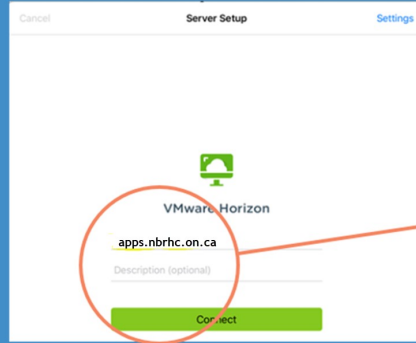 Cancel Server Setup Settings
VMware Horizon
apps.nbrhc.on.ca
Description (optional)
Connect